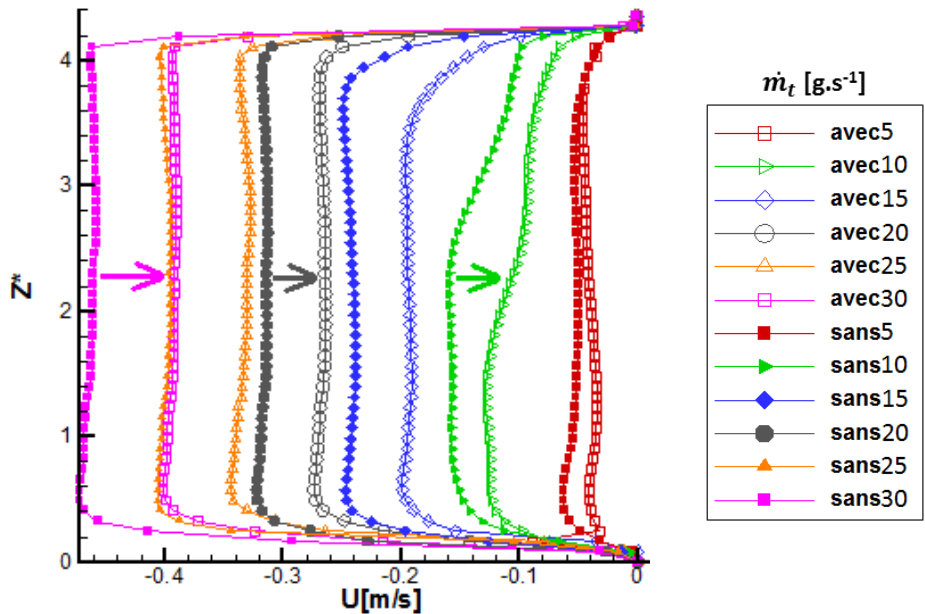 4
3
2
1
0
Z*
-0.4
-0.3
-0.2
-0.1
0
U[m/s]
ṁt [g.s⁻¹]
avec5
avec10
avec15
avec20
avec25
avec30
sans5
sans10
sans15
sans20
sans25
sans30